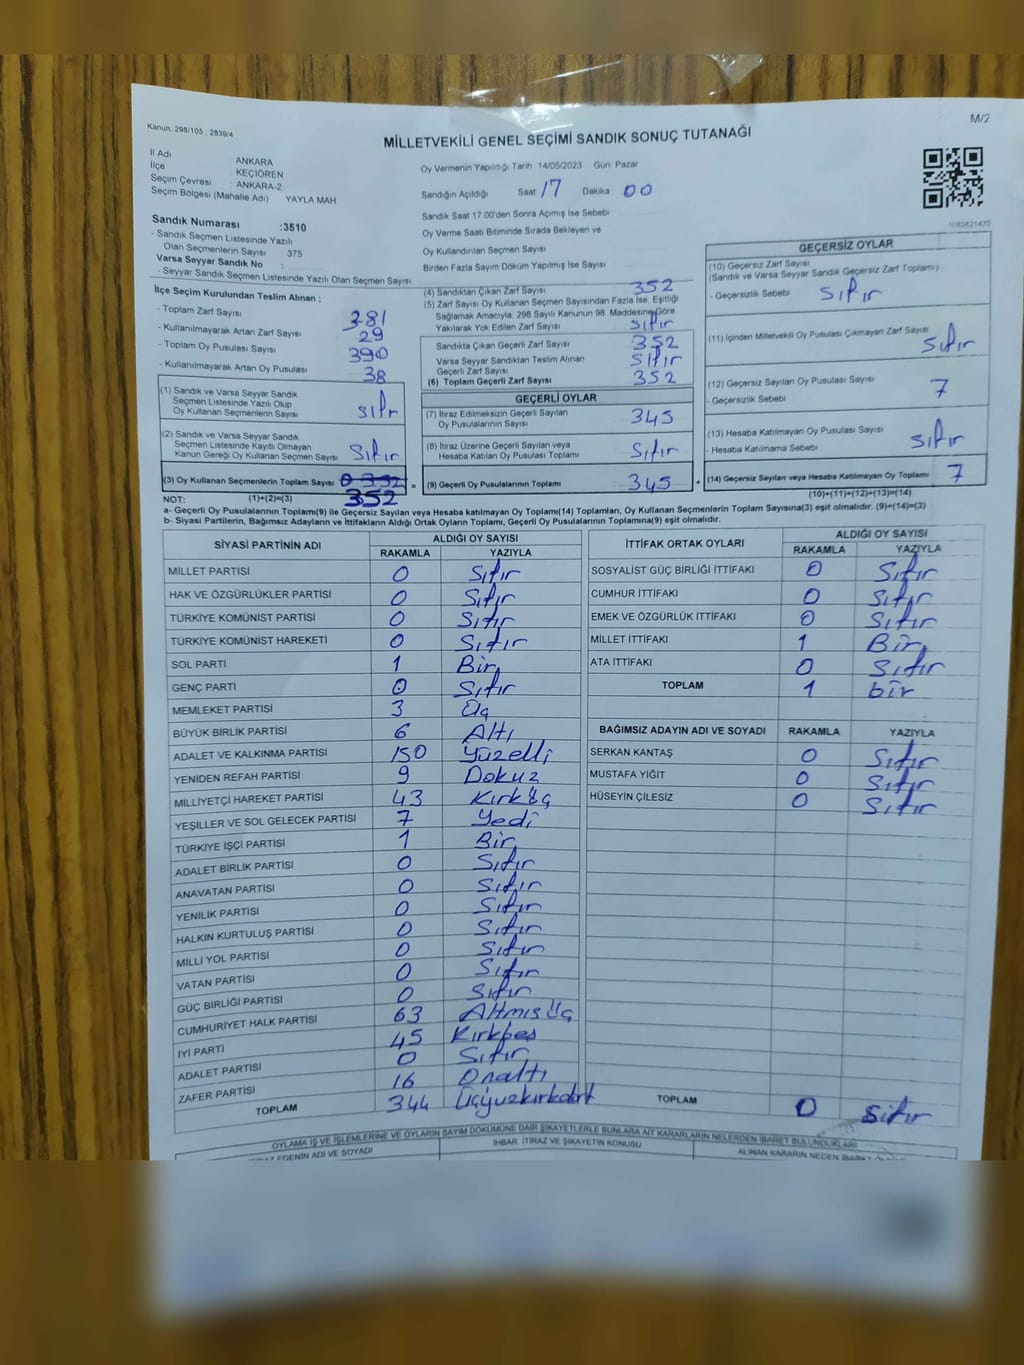 Kanun, 298/105 , 2839/4
M/2
MİLLETVEKİLİ GENEL SEÇİMİ SANDIK SONUÇ TUTANAĞI
İl Adı ANKARA
İlçe KEÇİÖREN
Seçim Çevresi ANKARA-2
Seçim Bölgesi (Mahalle Adı) YAYLA MAH
Sandık Numarası :3510
- Sandık Seçmen Listesinde Yazılı
Olan Seçmenlerin Sayısı : 375
Varsa Seyyar Sandık No :
- Seyyar Sandık Seçmen Listesinde Yazılı Olan Seçmen Sayısı:
Oy Vermenin Yapıldığı Tarih 14/05/2023 Gün: Pazar
Sandığın Açıldığı Saat 17 Dakika 00
Sandık Saat 17.00'den Sonra Açımış İse Sebebi
Oy Verme Saati Bitiminde Sırada Bekleyen ve
Oy Kullandırılan Seçmen Sayısı
Birden Fazla Sayım Döküm Yapılmış İse Sayısı
1083821470
İlçe Seçim Kurulundan Teslim Alınan ;
- Toplam Zarf Sayısı 381
- Kullanılmayarak Artan Zarf Sayısı 29
- Toplam Oy Pusulası Sayısı 390
- Kullanılmayarak Artan Oy Pusulası 38
(1) Sandık ve Varsa Seyyar Sandık
Seçmen Listesinde Yazılı Olup
Oy Kullanan Seçmenlerin Sayısı sıfır
(2) Sandık ve Varsa Seyyar Sandık
Seçmen Listesinde Kayıtlı Olmayan
Kanun Gereği Oy Kullanan Seçmen Sayısı Sıfır
(3) Oy Kullanan Seçmenlerin Toplam Sayısı 0 352
(1)+(2)=(3) 352
(4) Sandıktan Çıkan Zarf Sayısı 352
(5) Zarf Sayısı Oy Kullanan Seçmen Sayısından Fazla İse, Eşitliği
Sağlamak Amacıyla, 298 Sayılı Kanunun 98. Maddesine Göre
Yakılarak Yok Edilen Zarf Sayısı sıfır
Sandıkta Çıkan Geçerli Zarf Sayısı 352
Varsa Seyyar Sandıktan Teslim Alınan
Geçerli Zarf Sayısı Sıfır
(6) Toplam Geçerli Zarf Sayısı 352
GEÇERLİ OYLAR
(7) İtiraz Edilmeksizin Geçerli Sayılan
Oy Pusulalarının Sayısı 345
(8) İtiraz Üzerine Geçerli Sayılan veya
Hesaba Katılan Oy Pusulası Toplamı Sıfır
= (9) Geçerli Oy Pusulalarının Toplamı 345 +
GEÇERSİZ OYLAR
(10) Geçersiz Zarf Sayısı
(Sandık ve Varsa Seyyar Sandık Geçersiz Zarf Toplamı)
- Geçersizlik Sebebi sıfır
(11) İçinden Milletvekili Oy Pusulası Çıkmayan Zarf Sayısı sıfır
(12) Geçersiz Sayılan Oy Pusulası Sayısı 7
- Geçersizlik Sebebi
(13) Hesaba Katılmayan Oy Pusulası Sayısı sıfır
- Hesaba Katılmama Sebebi
(14) Geçersiz Sayılan veya Hesaba Katılmayan Oy Toplamı 7
(10)+(11)+(12)+(13)=(14)
NOT:
a- Geçerli Oy Pusulalarının Toplam(9) ile Geçersiz Sayılan veya Hesaba katılmayan Oy Toplamı(14) Toplamları, Oy Kullanan Seçmenlerin Toplam Sayısına(3) eşit olmalıdır. (9)+(14)=(3)
b- Siyasi Partilerin, Bağımsız Adayların ve İttifakların Aldığı Ortak Oyların Toplamı, Geçerli Oy Pusulalarının Toplamına(9) eşit olmalıdır.
SİYASİ PARTİNİN ADI ALDIĞI OY SAYISI
RAKAMLA YAZIYLA
MİLLET PARTİSİ 0 Sıfır
HAK VE ÖZGÜRLÜKLER PARTİSİ 0 Sıfır
TÜRKİYE KOMÜNİST PARTİSİ 0 Sıfır
TÜRKİYE KOMÜNİST HAREKETİ 0 Sıfır
SOL PARTİ 1 Bir
GENÇ PARTİ 0 Sıfır
MEMLEKET PARTİSİ 3 Üç
BÜYÜK BİRLİK PARTİSİ 6 Altı
ADALET VE KALKINMA PARTİSİ 150 Yüzelli
YENİDEN REFAH PARTİSİ 9 Dokuz
MİLLİYETÇİ HAREKET PARTİSİ 43 Kırküç
YEŞİLLER VE SOL GELECEK PARTİSİ 7 Yedi
TÜRKİYE İŞÇİ PARTİSİ 1 Bir
ADALET BİRLİK PARTİSİ 0 Sıfır
ANAVATAN PARTİSİ 0 Sıfır
YENİLİK PARTİSİ 0 Sıfır
HALKIN KURTULUŞ PARTİSİ 0 Sıfır
MİLLİ YOL PARTİSİ 0 Sıfır
VATAN PARTİSİ 0 Sıfır
GÜÇ BİRLİĞİ PARTİSİ 0 Sıfır
CUMHURİYET HALK PARTİSİ 63 Altmışüç
İYİ PARTİ 45 Kırkbeş
ADALET PARTİSİ 0 Sıfır
ZAFER PARTİSİ 16 Onaltı
TOPLAM 344 Üçyüzkırkdört
İTTİFAK ORTAK OYLARI ALDIĞI OY SAYISI
RAKAMLA YAZIYLA
SOSYALİST GÜÇ BİRLİĞİ İTTİFAKI 0 Sıfır
CUMHUR İTTİFAKI 0 Sıfır
EMEK VE ÖZGÜRLÜK İTTİFAKI 0 Sıfır
MİLLET İTTİFAKI 1 Bir
ATA İTTİFAKI 0 Sıfır
TOPLAM 1 bir
BAĞIMSIZ ADAYIN ADI VE SOYADI RAKAMLA YAZIYLA
SERKAN KANTAŞ 0 Sıfır
MUSTAFA YİĞİT 0 Sıfır
HÜSEYİN ÇİLESİZ 0 Sıfır
TOPLAM 0 Sıfır
OYLAMA İŞ VE İŞLEMLERİNE VE OYLARIN SAYIM DÖKÜMÜNE DAİR ŞİKAYETLERLE BUNLARA AİT KARARLARIN NELERDEN İBARET BULUNDUKLARI
EDENİN ADI VE SOYADI
İHBAR, İTİRAZ VE ŞİKAYETİN KONUSU
ALINAN KARARIN NEDEN İBARET